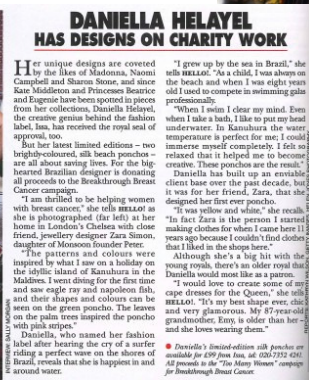 DANIELLA HELAYEL
HAS DESIGNS ON CHARITY WORK
Her unique designs are coveted
by the likes of Madonna, Naomi
Campbell and Sharon Stone, and since
Kate Middleton and Princesses Beatrice
and Eugenie have been spotted in pieces
from her collections, Daniella Helayel,
the creative genius behind the fashion
label, Issa, has received the royal seal of
approval, too.
But her latest limited editions – two
brightly-coloured, silk beach ponchos –
are all about saving lives. For the big-
hearted Brazilian designer is donating
all proceeds to the Breakthrough Breast
Cancer campaign.
"I am thrilled to be helping women
with breast cancer," she tells HELLO! as
she is photographed (far left) at her
home in London's Chelsea with close
friend, jewellery designer Zara Simon,
daughter of Monsoon founder Peter.
"The patterns and colours were
inspired by what I saw on a holiday on
the idyllic island of Kanuhura in the
Maldives. I went diving for the first time
and saw eagle ray and napoleon fish,
and their shapes and colours can be
seen on the green poncho. The leaves
on the palm trees inspired the poncho
with pink stripes."
Daniella, who named her fashion
label after hearing the cry of a surfer
riding a perfect wave on the shores of
Brazil, reveals that she is happiest in and
around water.
"I grew up by the sea in Brazil," she
tells HELLO!. "As a child, I was always on
the beach and when I was eight years
old I used to compete in swimming galas
professionally.
"When I swim I clear my mind. Even
when I take a bath, I like to put my head
underwater. In Kanuhura the water
temperature is perfect for me; I could
immerse myself completely. I felt so
relaxed that it helped me to become
creative. These ponchos are the result."
Daniella has built up an enviable
client base over the past decade, but
it was for her friend, Zara, that she
designed her first ever poncho.
"It was yellow and white," she recalls.
"In fact Zara is the person I started
making clothes for when I came here 11
years ago because I couldn't find clothes
that I liked in the shops here."
Although she's a big hit with the
young royals, there's an older royal that
Daniella would most like as a patron.
"I would love to create some of my
cape dresses for the Queen," she tells
HELLO!. "It's my best shape ever, chic
and very glamorous. My 87-year-old
grandmother, Emy, is older than her –
and she loves wearing them."
● Daniella's limited-edition silk ponchos are
available for £99 from Issa, tel: 020-7352 4241.
All proceeds to the "Too Many Women" campaign
for Breakthrough Breast Cancer.
INTERVIEW: SALLY MORGAN